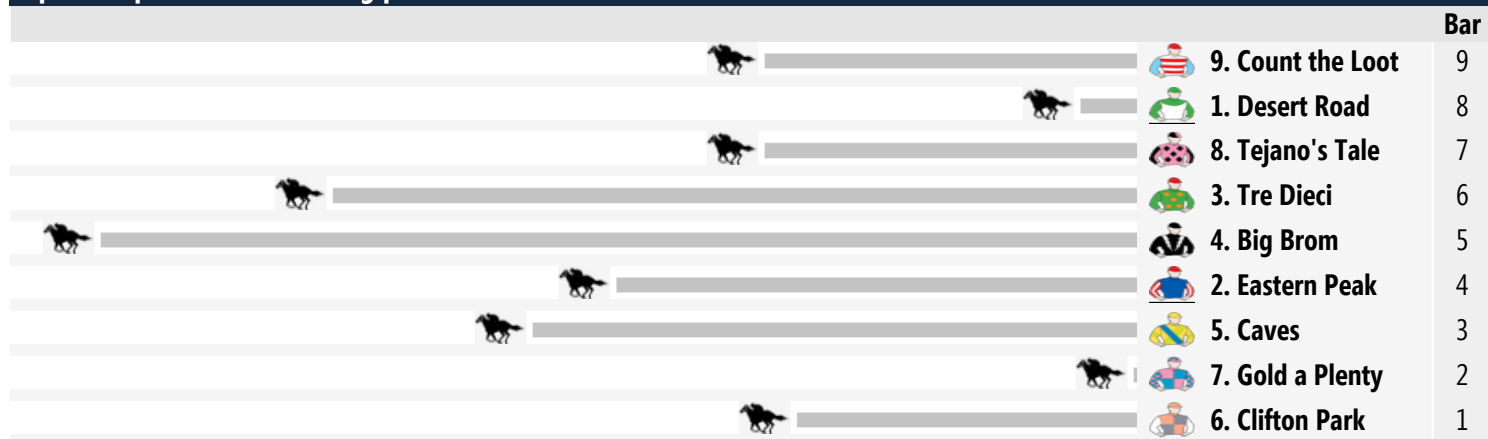 Bar
9. Count the Loot 9
1. Desert Road 8
8. Tejano's Tale 7
3. Tre Dieci 6
4. Big Brom 5
2. Eastern Peak 4
5. Caves 3
7. Gold a Plenty 2
6. Clifton Park 1